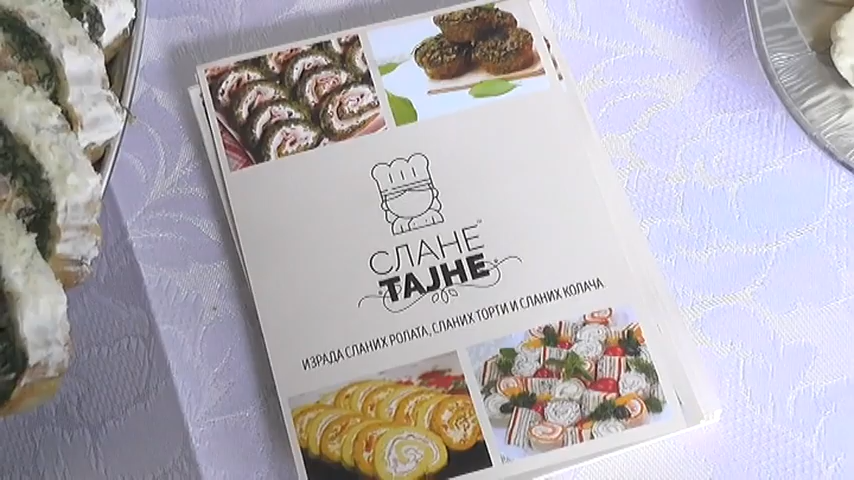 СЛАНЕ
ТАЈНЕ
ИЗРАДА СЛАНИХ РОЛАТА, СЛАНИХ ТОРТИ И СЛАНИХ КОЛАЧА